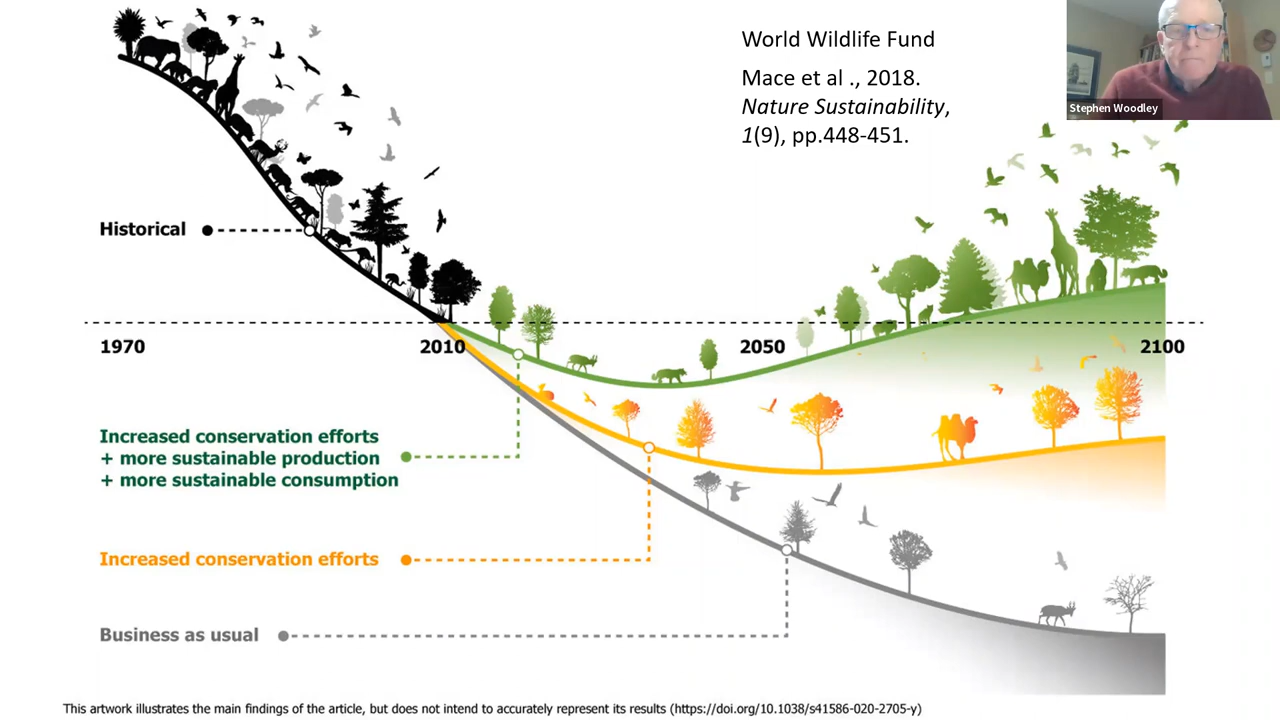 World Wildlife Fund
Mace et al ., 2018.
Nature Sustainability,
1(9), pp.448-451.
Stephen Woodley
Historical
1970
2010
2050
2100
Increased conservation efforts
+ more sustainable production
+ more sustainable consumption
Increased conservation efforts
Business as usual
This artwork illustrates the main findings of the article, but does not intend to accurately represent its results (https://doi.org/10.1038/s41586-020-2705-y)